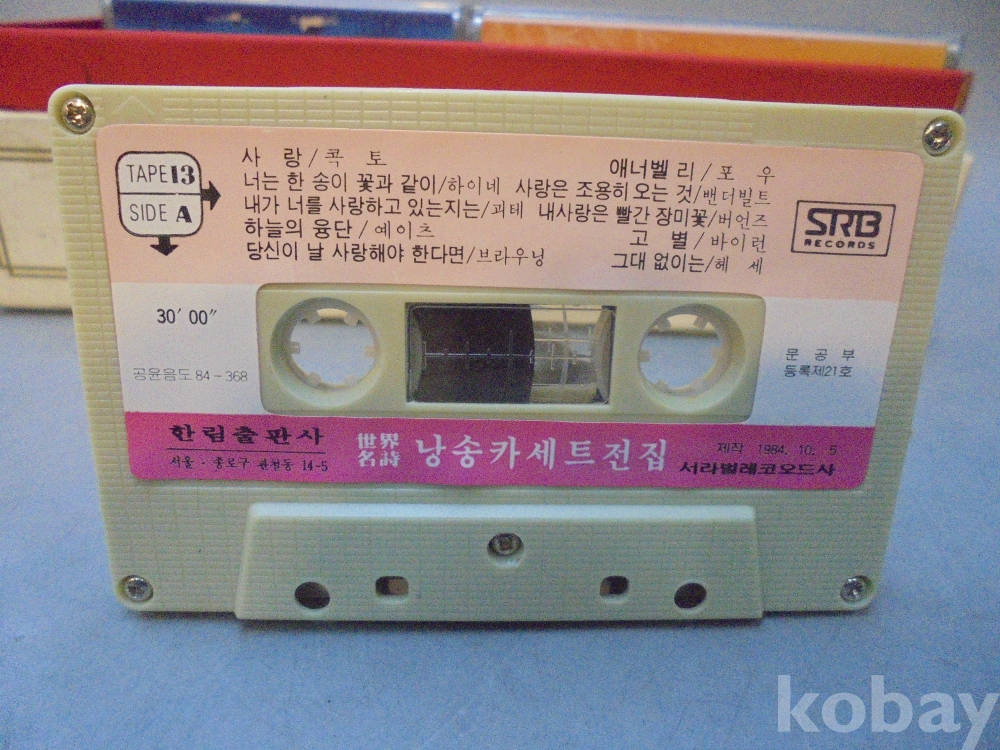 TAPE 13
SIDE A
사 랑/콕 토
너는 한 송이 꽃과 같이/하이네
내가 너를 사랑하고 있는지는/괴테
하늘의 융단/예이츠
당신이 날 사랑해야 한다면/브라우닝
애너벨 리/포 우
사랑은 조용히 오는 것/밴더빌트
내사랑은 빨간 장미꽃/버언즈
고 별/바이런
그대 없이는/헤 세
SRB
RECORDS
30′ 00″
공윤음도 84-368
문 공 부
등록제21호
한림출판사
서울·종로구 관철동 14-5
世界
名詩
낭송카세트전집
제작 1984. 10. 5
서라벌레코오드사
kobay